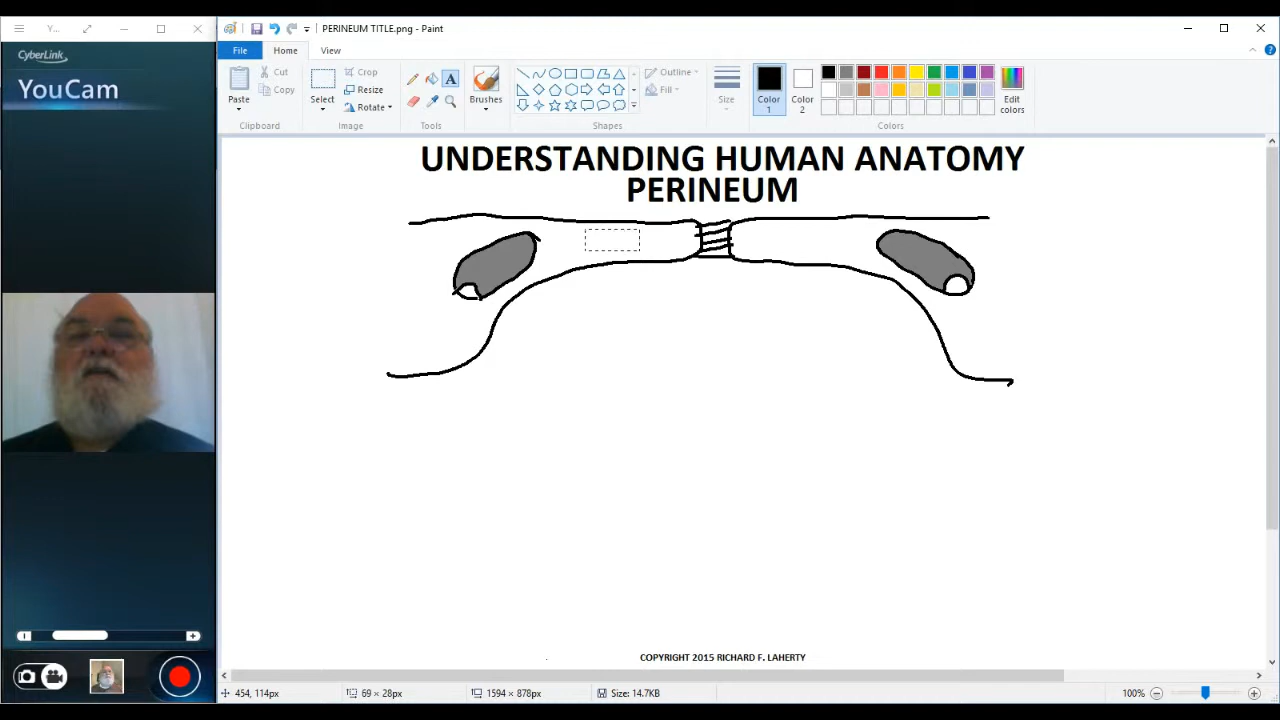 Y...
CyberLink
YouCam
PERINEUM TITLE.png - Paint
File
Home
View
Paste
Cut
Copy
Clipboard
Select
Crop
Resize
Rotate
Image
A
Tools
Brushes
Shapes
Outline
Fill
Size
Color
1
Color
2
Edit
colors
Colors
UNDERSTANDING HUMAN ANATOMY
PERINEUM
COPYRIGHT 2015 RICHARD F. LAHERTY
454, 114px
69 × 28px
1594 × 878px
Size: 14.7KB
100%